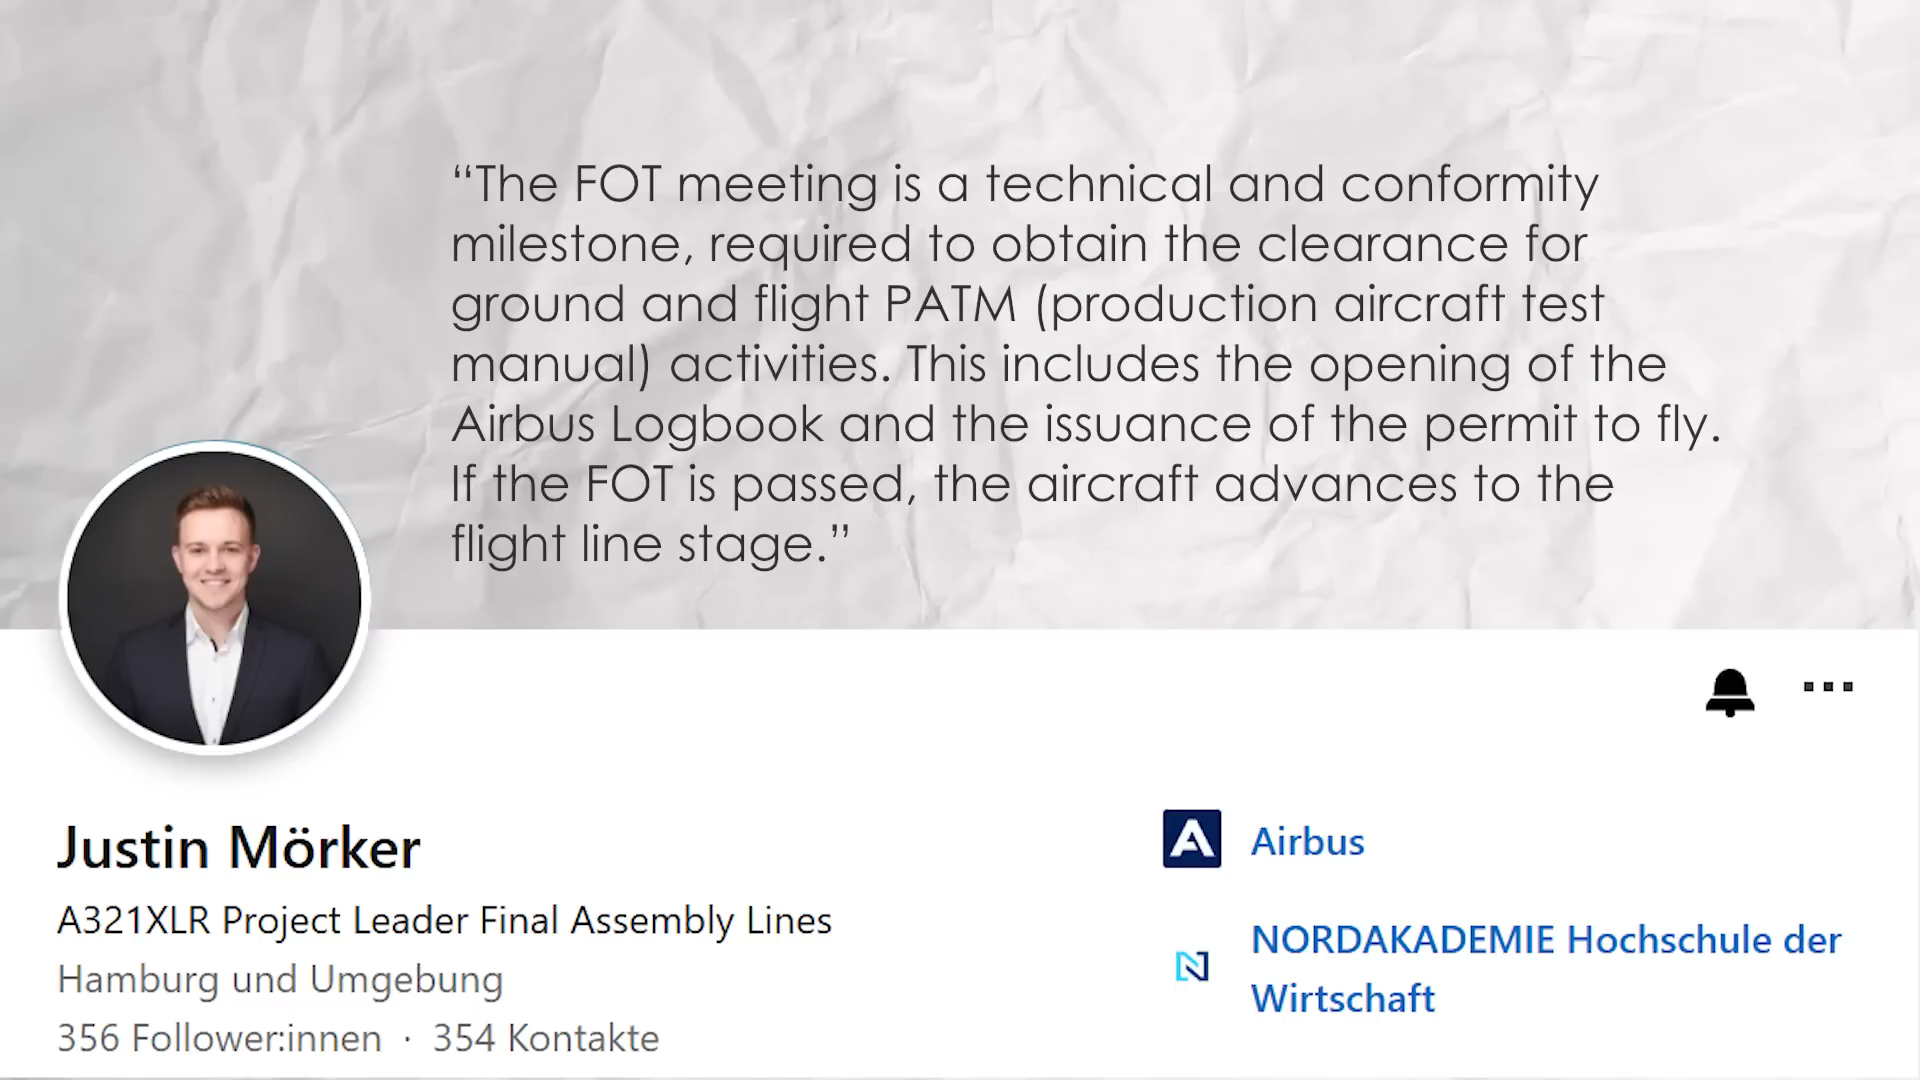 “The FOT meeting is a technical and conformity
milestone, required to obtain the clearance for
ground and flight PATM (production aircraft test
manual) activities. This includes the opening of the
Airbus Logbook and the issuance of the permit to fly.
If the FOT is passed, the aircraft advances to the
flight line stage.”
Justin Mörker
A321XLR Project Leader Final Assembly Lines
Hamburg und Umgebung
356 Follower:innen · 354 Kontakte
Airbus
NORDAKADEMIE Hochschule der
Wirtschaft